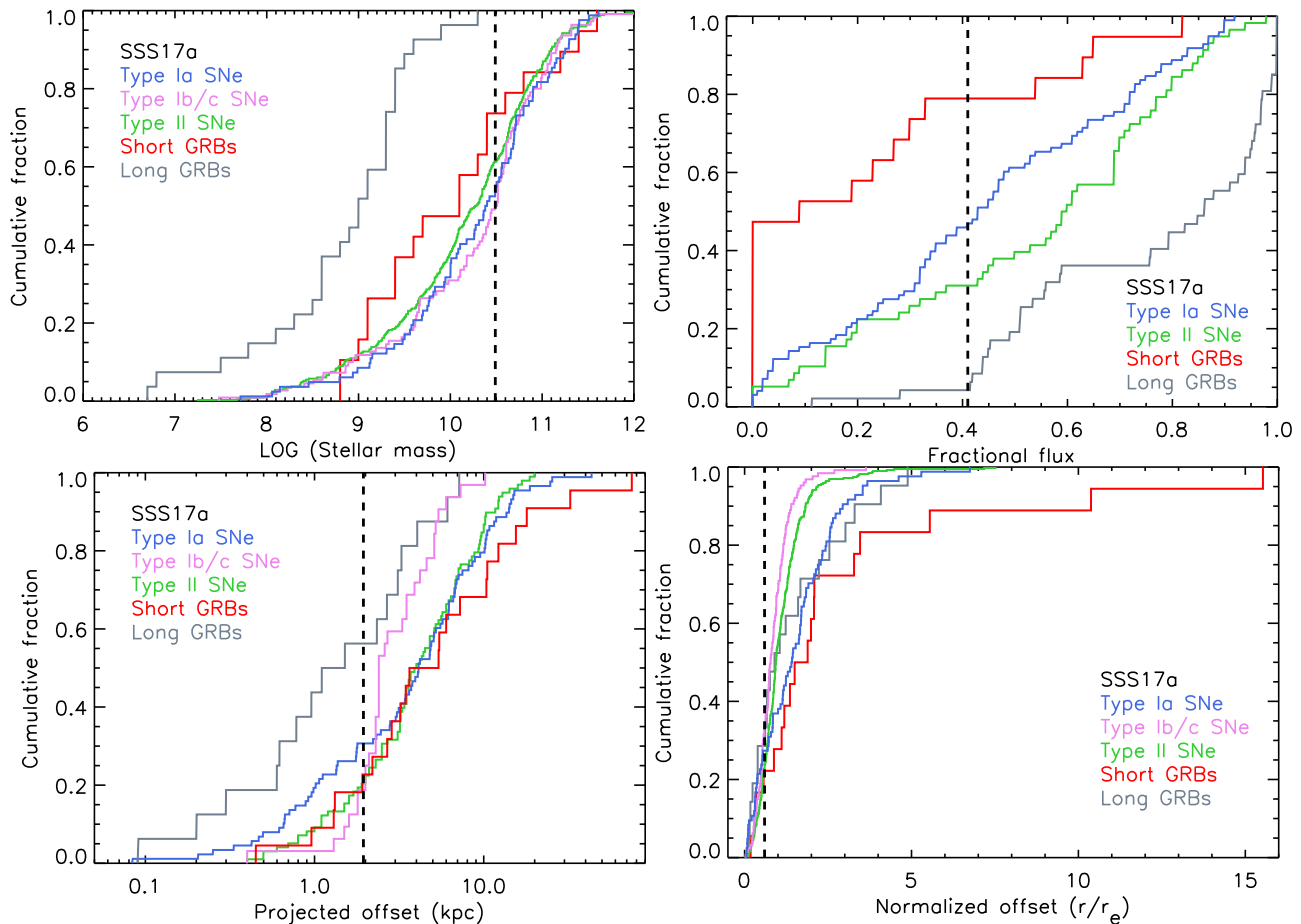 1.0
0.8
0.6
0.4
0.2
0.0
Cumulative fraction
SSS17a
Type Ia SNe
Type Ib/c SNe
Type II SNe
Short GRBs
Long GRBs
6 7 8 9 10 11 12
LOG (Stellar mass)
1.0
0.8
0.6
0.4
0.2
0.0
Cumulative fraction
SSS17a
Type Ia SNe
Type II SNe
Short GRBs
Long GRBs
0.0 0.2 0.4 0.6 0.8 1.0
Fractional flux
1.0
0.8
0.6
0.4
0.2
0.0
Cumulative fraction
SSS17a
Type Ia SNe
Type Ib/c SNe
Type II SNe
Short GRBs
Long GRBs
0.1 1.0 10.0
Projected offset (kpc)
1.0
0.8
0.6
0.4
0.2
0.0
Cumulative fraction
SSS17a
Type Ia SNe
Type Ib/c SNe
Type II SNe
Short GRBs
Long GRBs
0 5 10 15
Normalized offset (r/re)